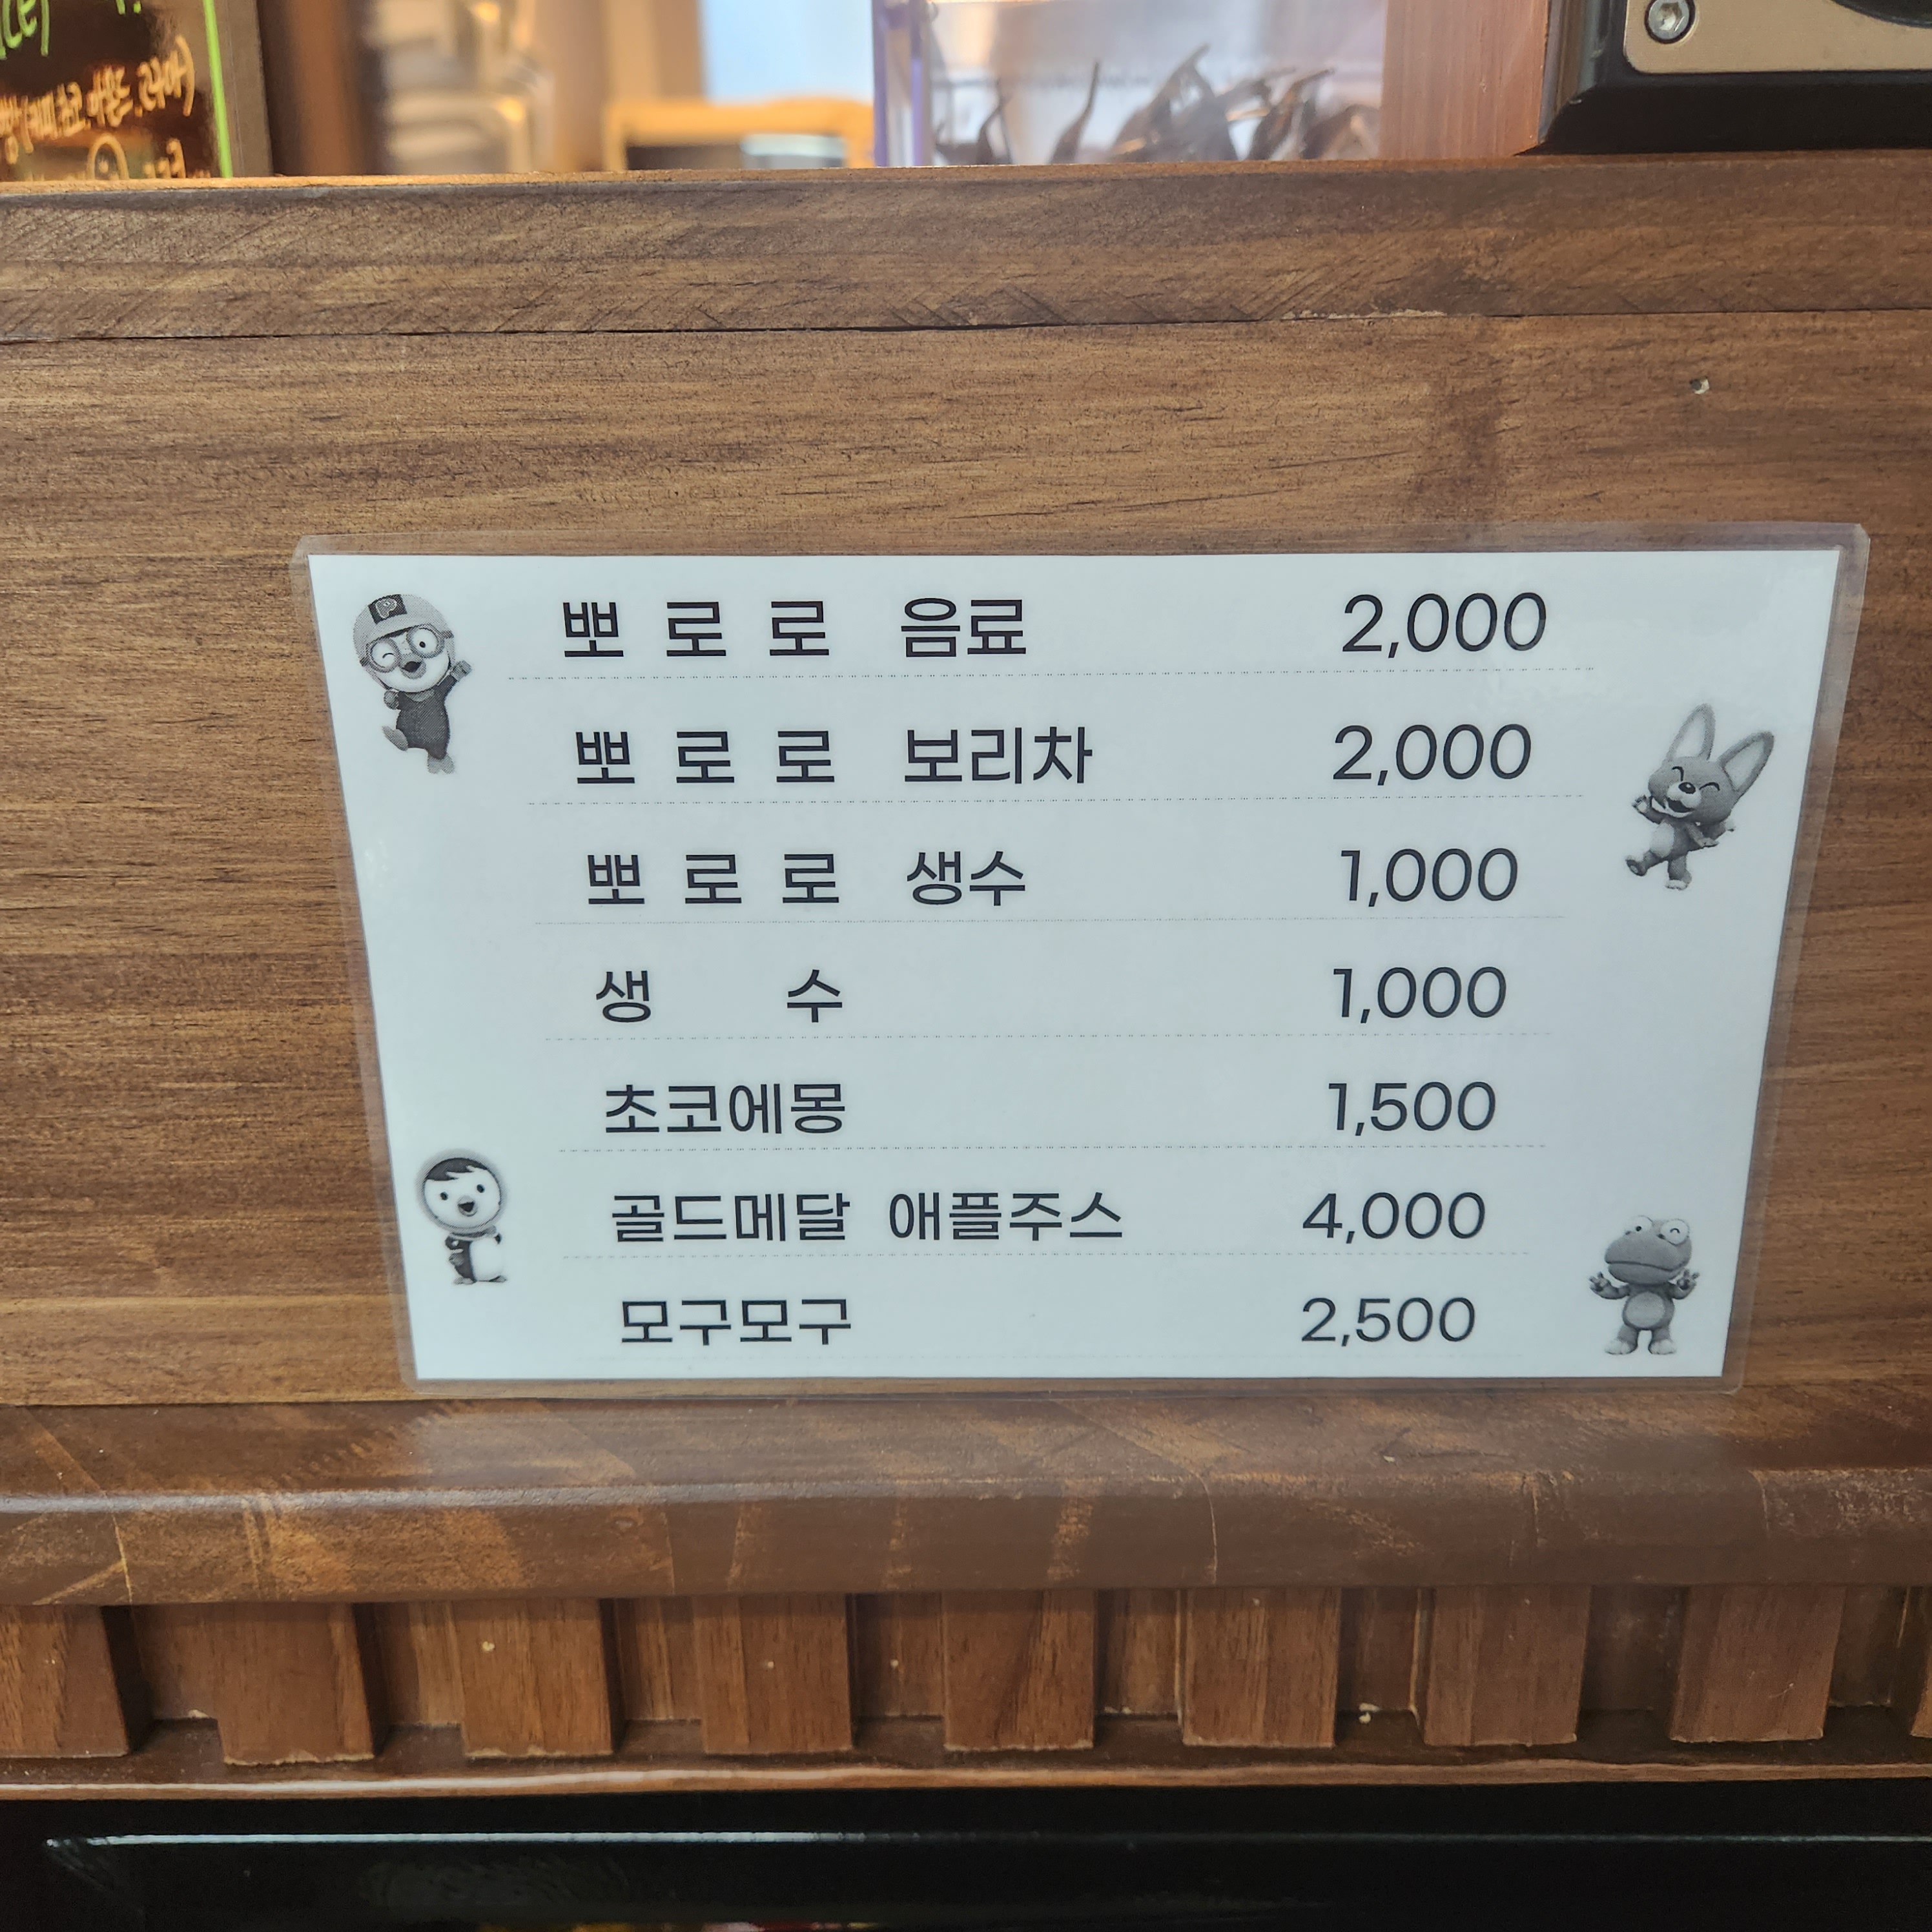 뽀 로 로 음료 2,000
뽀 로 로 보리차 2,000
뽀 로 로 생수 1,000
생 수 1,000
초코에몽 1,500
골드메달 애플주스 4,000
모구모구 2,500